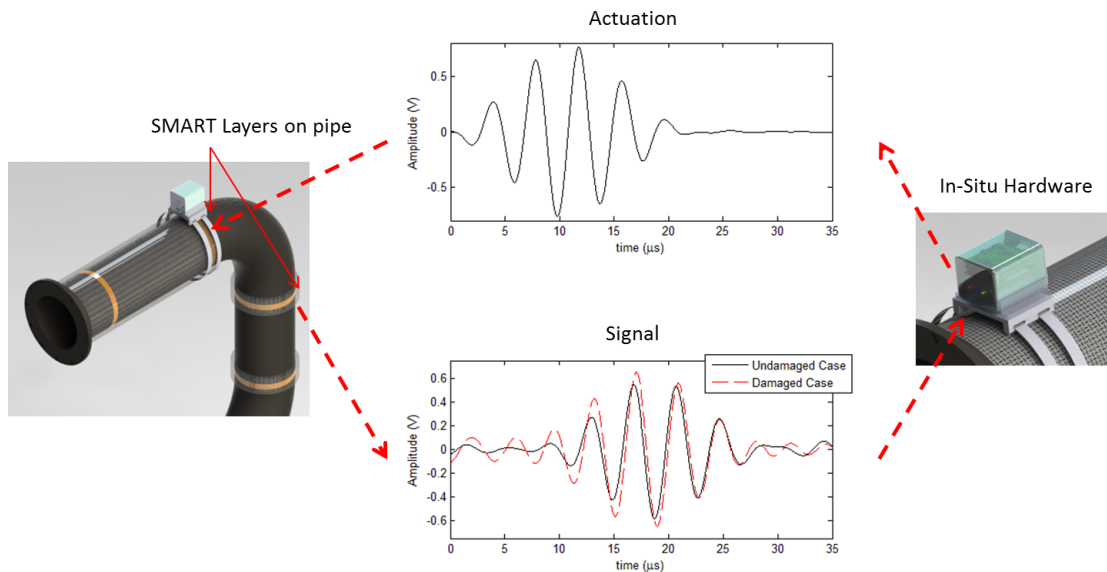 Actuation
SMART Layers on pipe
In-Situ Hardware
Amplitude (V)
0.5
0
-0.5
0 5 10 15 20 25 30 35
time (μs)
Signal
Undamaged Case
Damaged Case
Amplitude (V)
0.6
0.4
0.2
0
-0.2
-0.4
-0.6
0 5 10 15 20 25 30 35
time (μs)